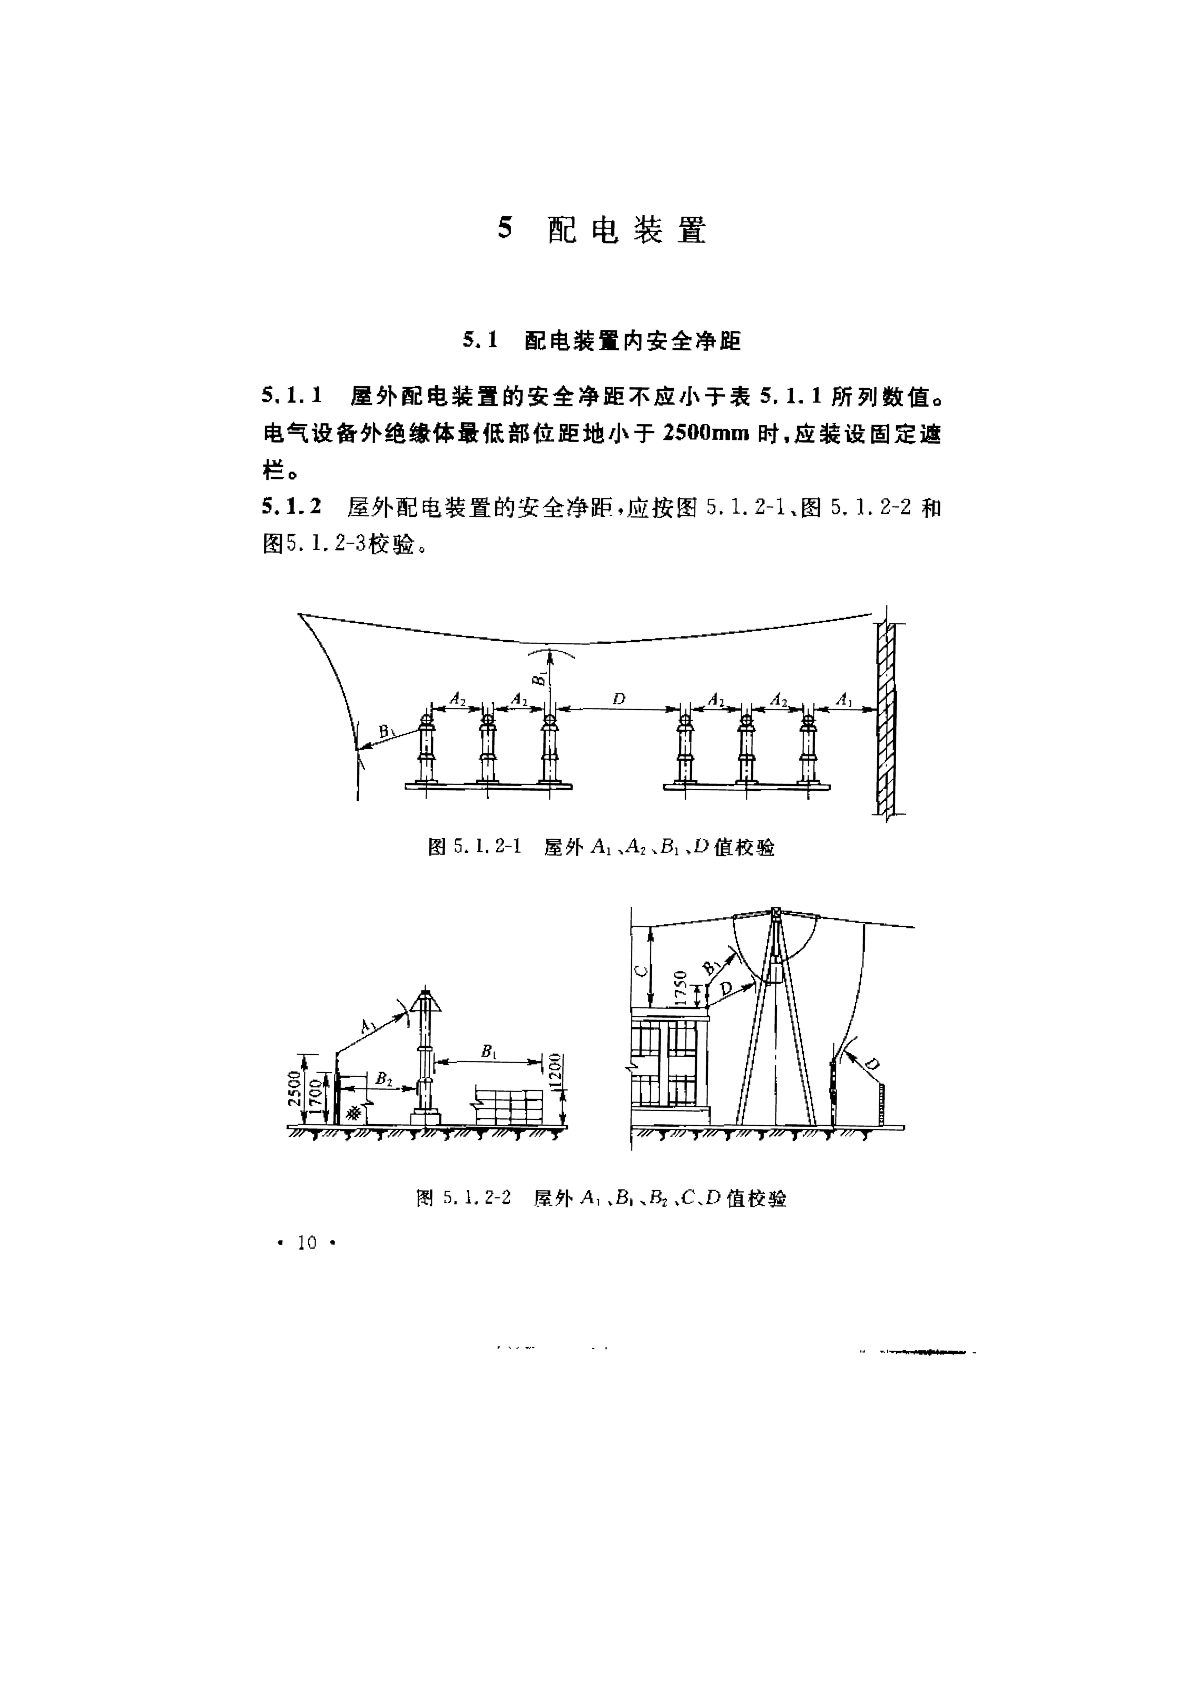 5 配电装置
5.1 配电装置内安全净距
5.1.1 屋外配电装置的安全净距不应小于表 5.1.1 所列数值。
电气设备外绝缘体最低部位距地小于 2500mm 时,应装设固定遮
栏。
5.1.2 屋外配电装置的安全净距,应按图 5.1.2-1、图 5.1.2-2 和
图5.1.2-3校验。
B₁
A₂ A₂ D A₂ A₂ A₁
B₁
图 5.1.2-1 屋外 A₁、A₂、B₁、D 值校验
C
1750
B₁
D
A₁
B₁
B₂
2500
1700
1200
D
图 5.1.2-2 屋外 A₁、B₁、B₂、C、D 值校验
· 10 ·